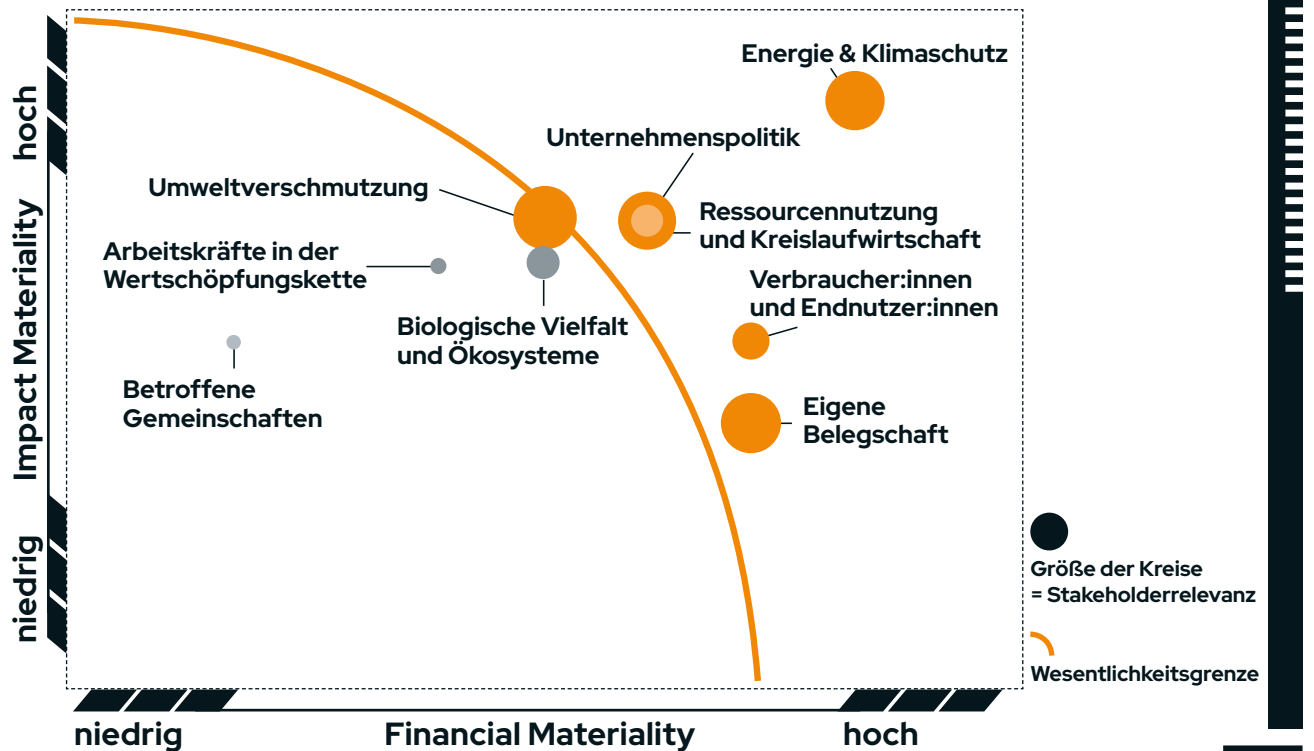 Energie & Klimaschutz
Unternehmenspolitik
Umweltverschmutzung
Ressourcennutzung
und Kreislaufwirtschaft
Arbeitskräfte in der
Wertschöpfungskette
Verbraucher:innen
und Endnutzer:innen
Biologische Vielfalt
und Ökosysteme
Betroffene
Gemeinschaften
Eigene
Belegschaft
hoch
Impact Materiality
niedrig
niedrig
Financial Materiality
hoch
Größe der Kreise
= Stakeholderrelevanz
Wesentlichkeitsgrenze